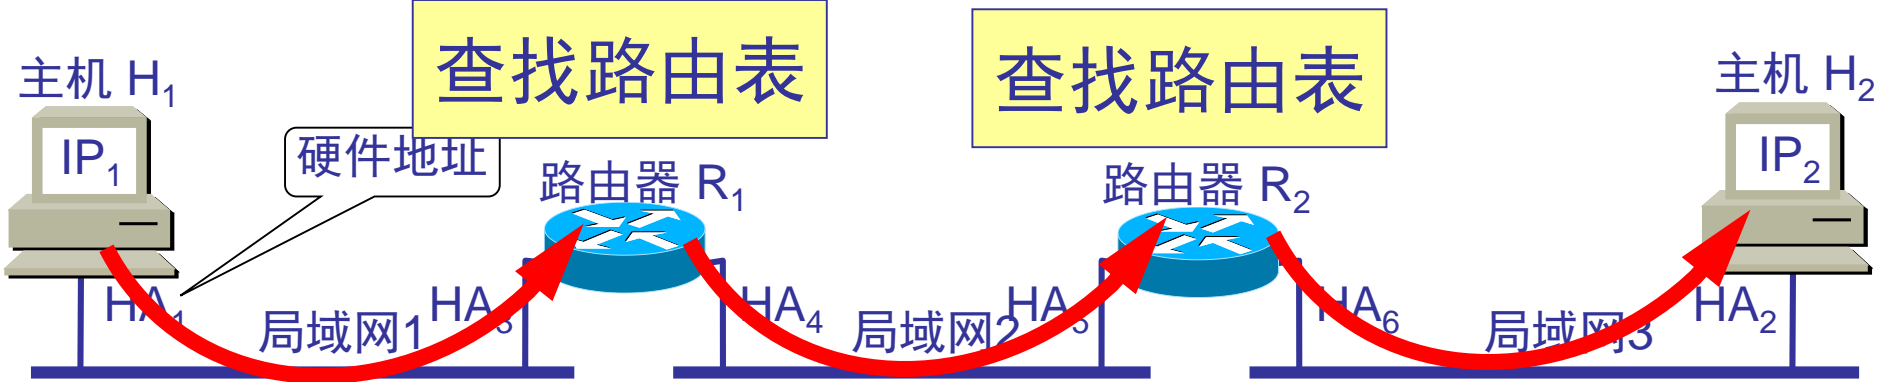 查找路由表
查找路由表
主机 H1
主机 H2
IP1
硬件地址
路由器 R1
路由器 R2
IP2
HA1
局域网1
HA3
HA4
局域网2
HA5
HA6
局域网3
HA2